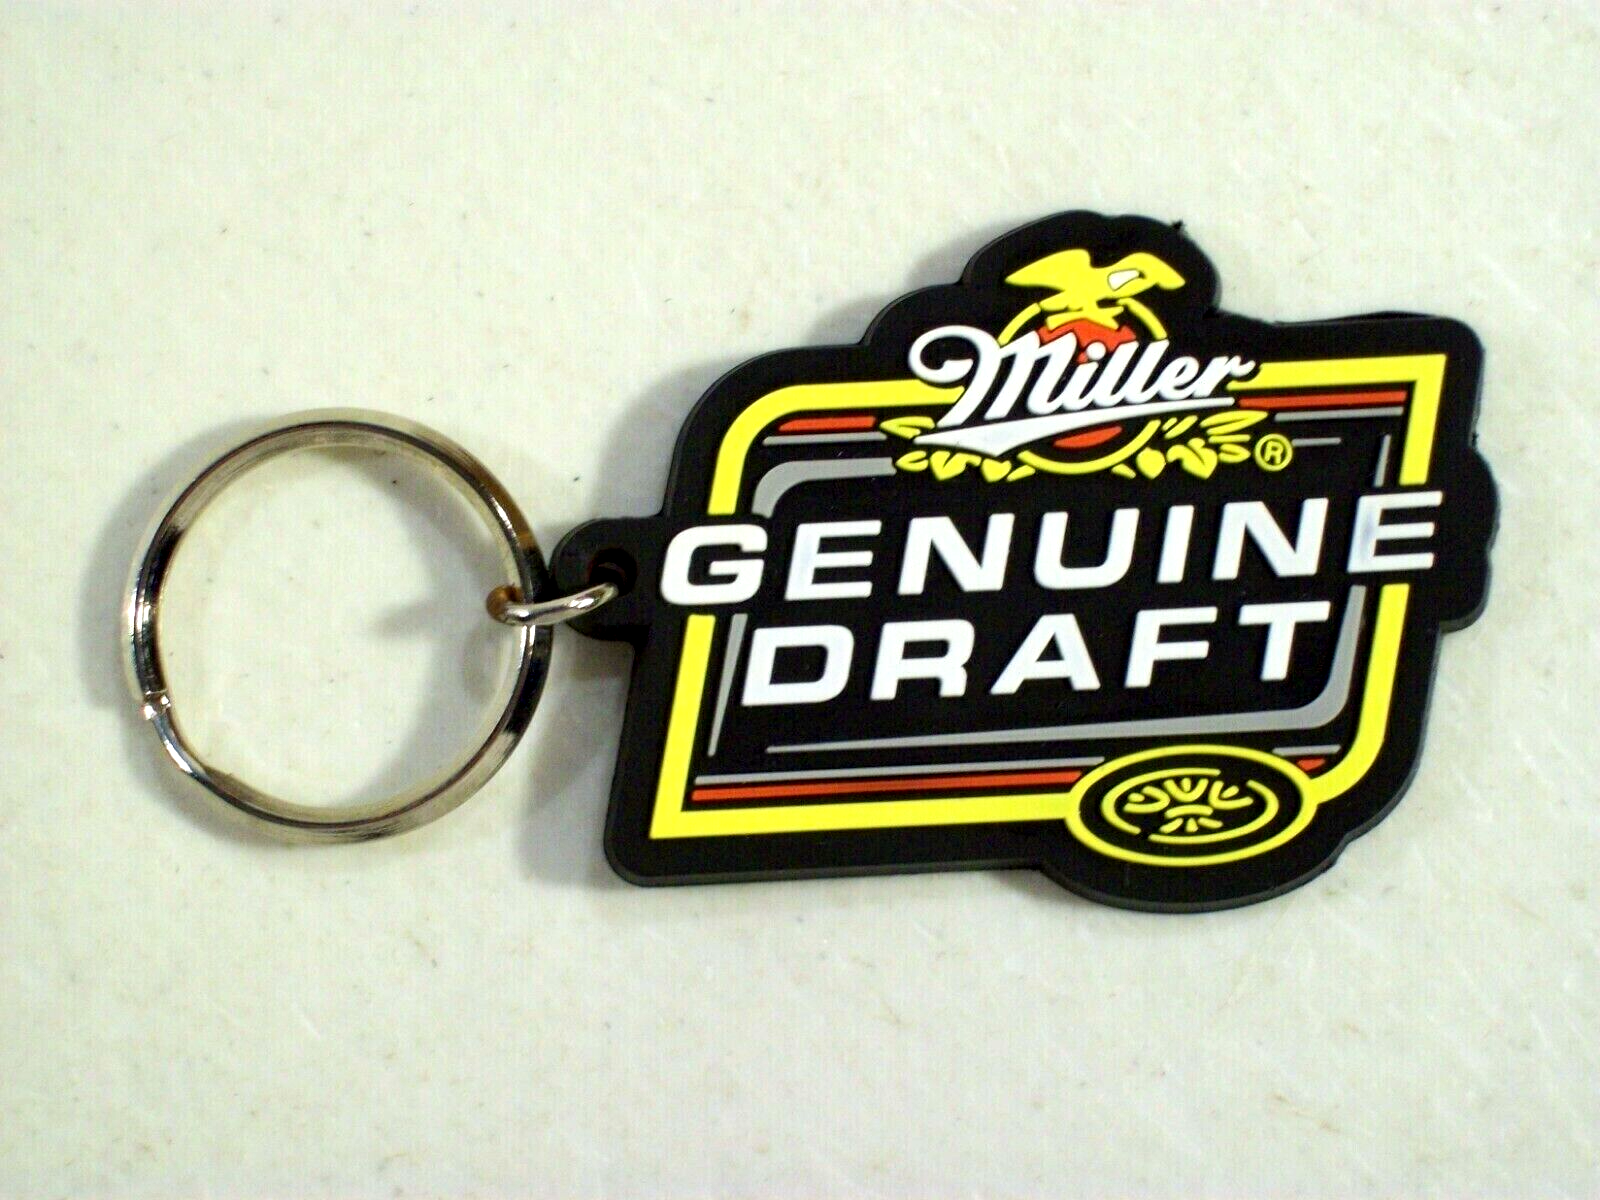 Miller
®
GENUINE
DRAFT